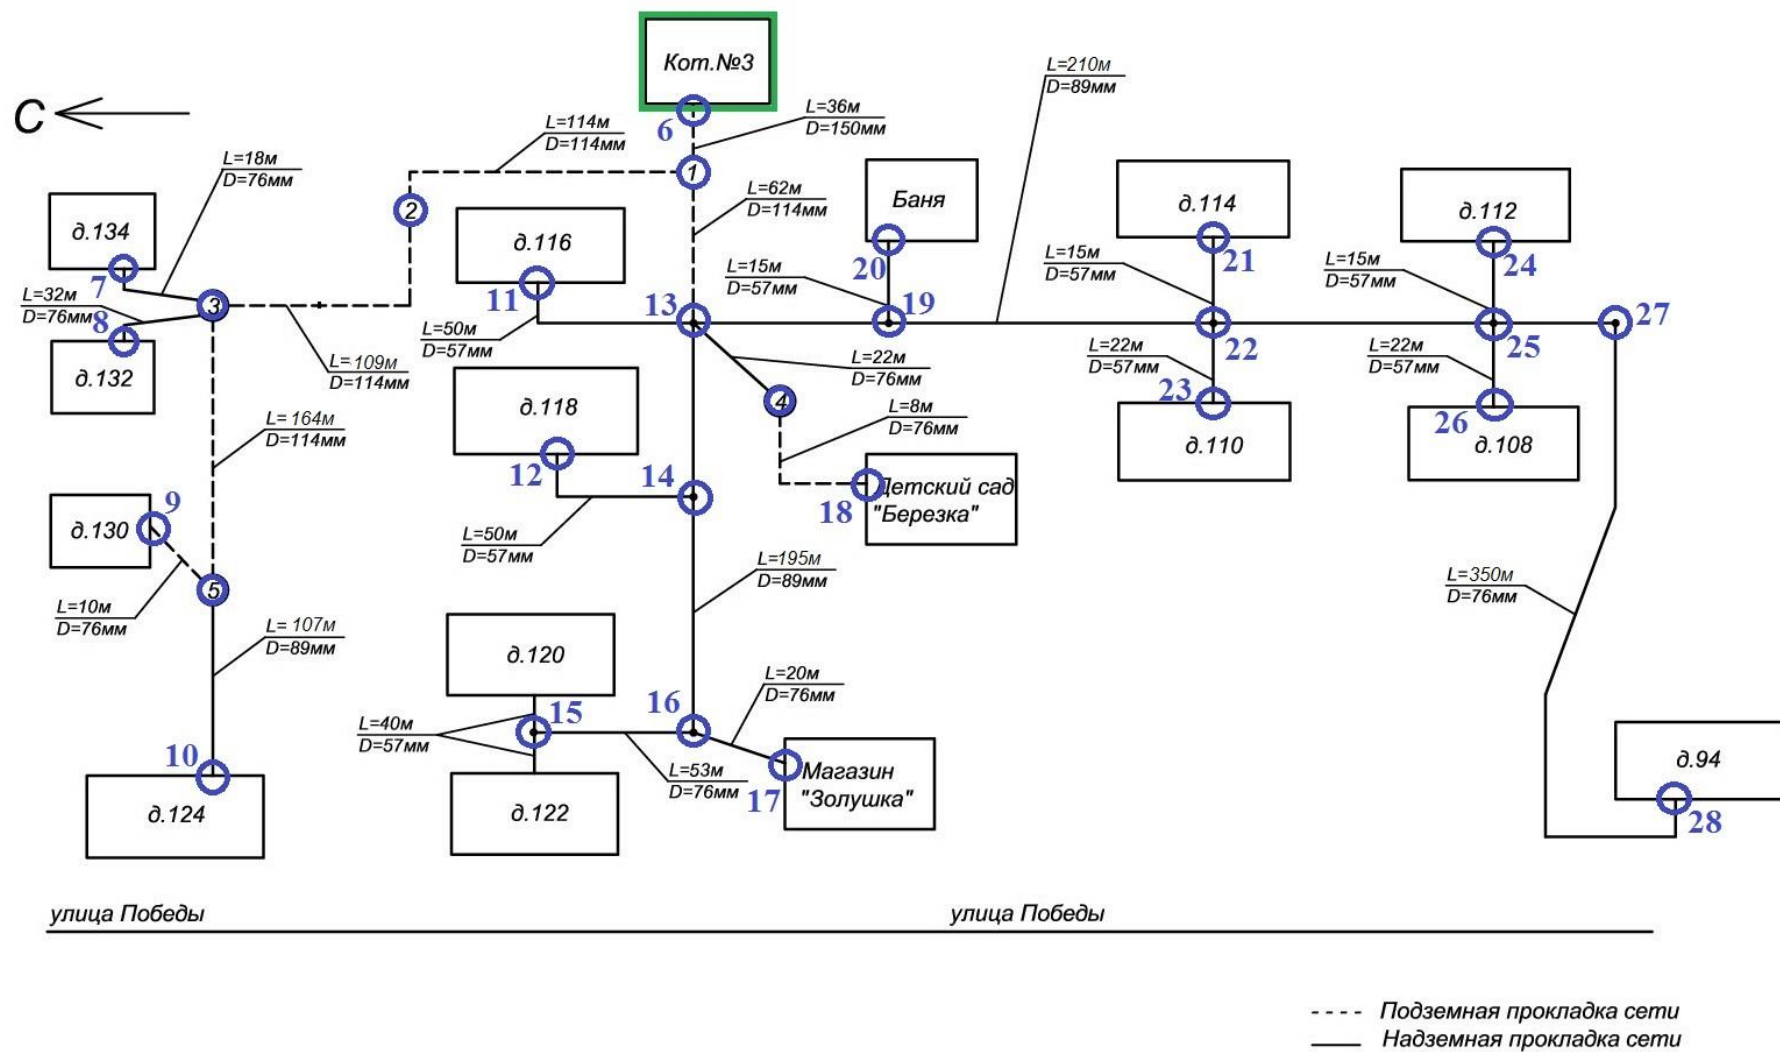 Кот.№3
6
L=36м
D=150мм
L=210м
D=89мм
С
L=114м
D=114мм
1
L=18м
D=76мм
L=62м
D=114мм
Баня
д.114
д.112
2
д.134
д.116
7
L=32м
D=76мм
8
3
11
13
L=15м
D=57мм
20
19
L=15м
D=57мм
21
22
L=15м
D=57мм
24
25
27
д.132
L=109м
D=114мм
L=50м
D=57мм
L=22м
D=76мм
L=22м
D=57мм
23
L=22м
D=57мм
26
д.118
4
L=8м
D=76мм
д.110
д.108
L=164м
D=114мм
12
14
18
Детский сад
"Березка"
9
д.130
L=50м
D=57мм
5
L=195м
D=89мм
L=350м
D=76мм
L=10м
D=76мм
L=107м
D=89мм
д.120
L=20м
D=76мм
15
16
L=40м
D=57мм
10
L=53м
D=76мм
17
Магазин
"Золушка"
д.94
28
д.124
д.122
улица Победы
улица Победы
Подземная прокладка сети
Надземная прокладка сети